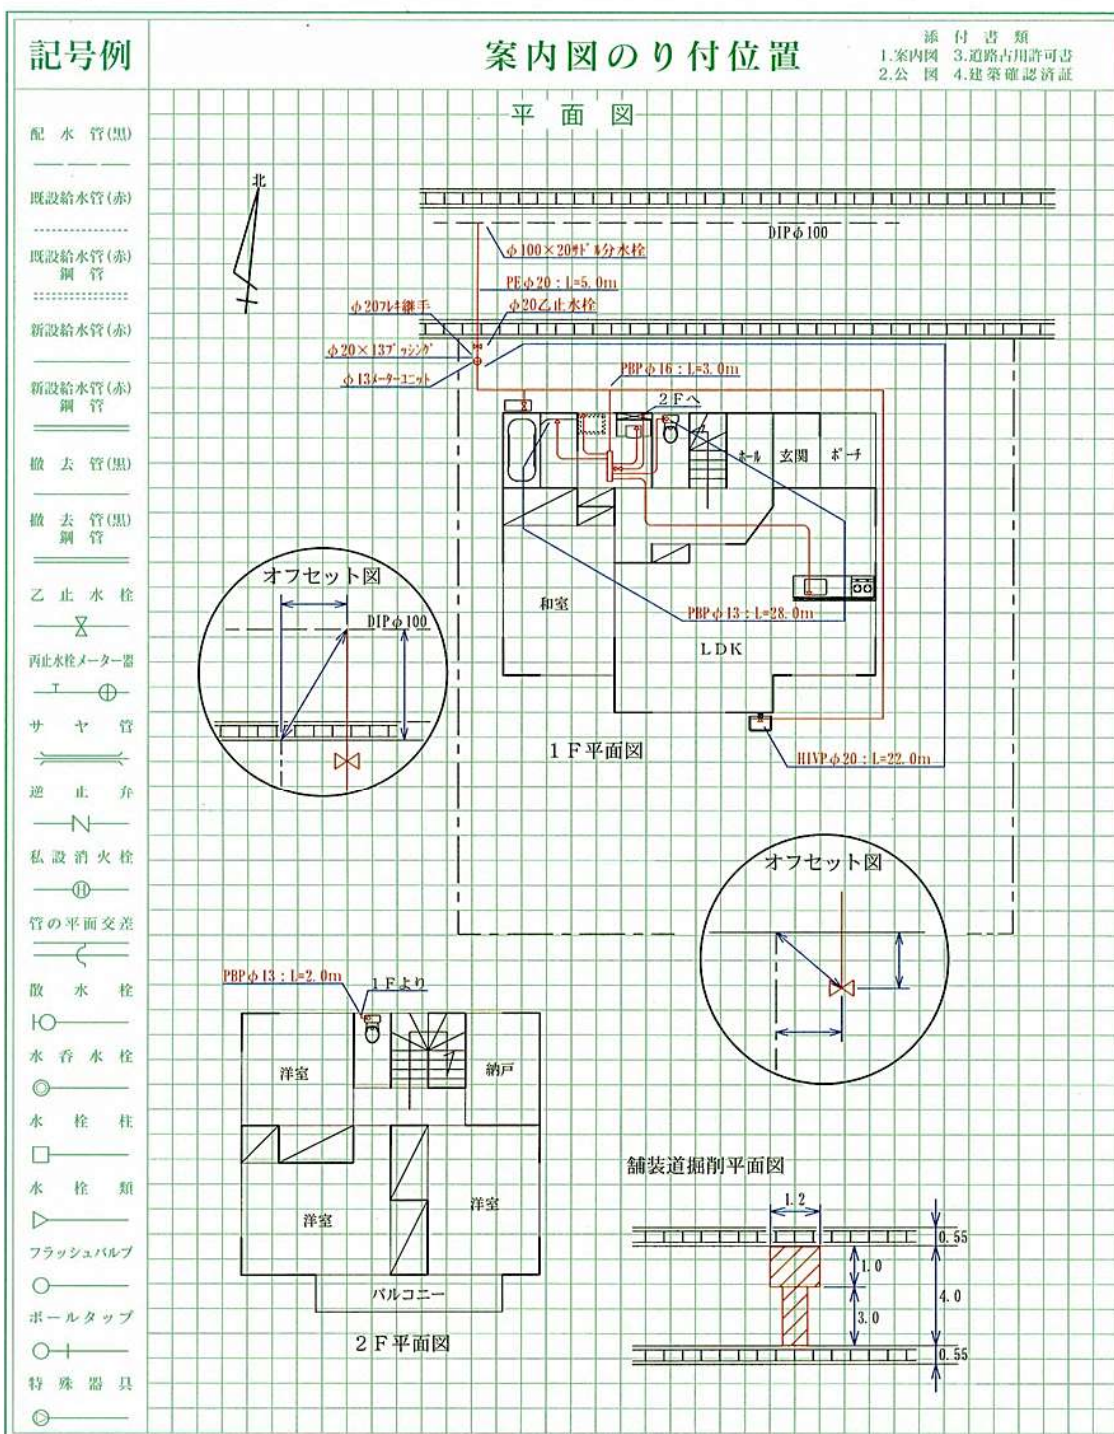 記号例
案内図のり付位置
添付書類
1.案内図 3.道路占用許可書
2.公図 4.建築確認済証
配水管(黒)
既設給水管(赤)
既設給水管(赤)
鋼管
新設給水管(赤)
新設給水管(赤)
鋼管
撤去管(黒)
撤去管(黒)
鋼管
乙止水栓
丙止水栓メーター器
サヤ管
逆止弁
私設消火栓
管の平面交差
散水栓
水呑水栓
水栓柱
水栓類
フラッシュバルブ
ボールタップ
特殊器具
平面図
北
DIPφ100
φ100×20サドル分水栓
PEφ20:L=5.0m
φ20フレキ継手
φ20乙止水栓
φ20×13ブッシング
φ13メーターユニット
PBPφ16:L=3.0m
2Fへ
ホール
玄関
ポーチ
和室
PBPφ13:L=28.0m
LDK
1F平面図
HIVPφ20:L=22.0m
オフセット図
DIPφ100
オフセット図
PBPφ13:L=2.0m
1Fより
洋室
納戸
洋室
洋室
バルコニー
2F平面図
舗装道掘削平面図
1.2
0.55
1.0
4.0
3.0
0.55